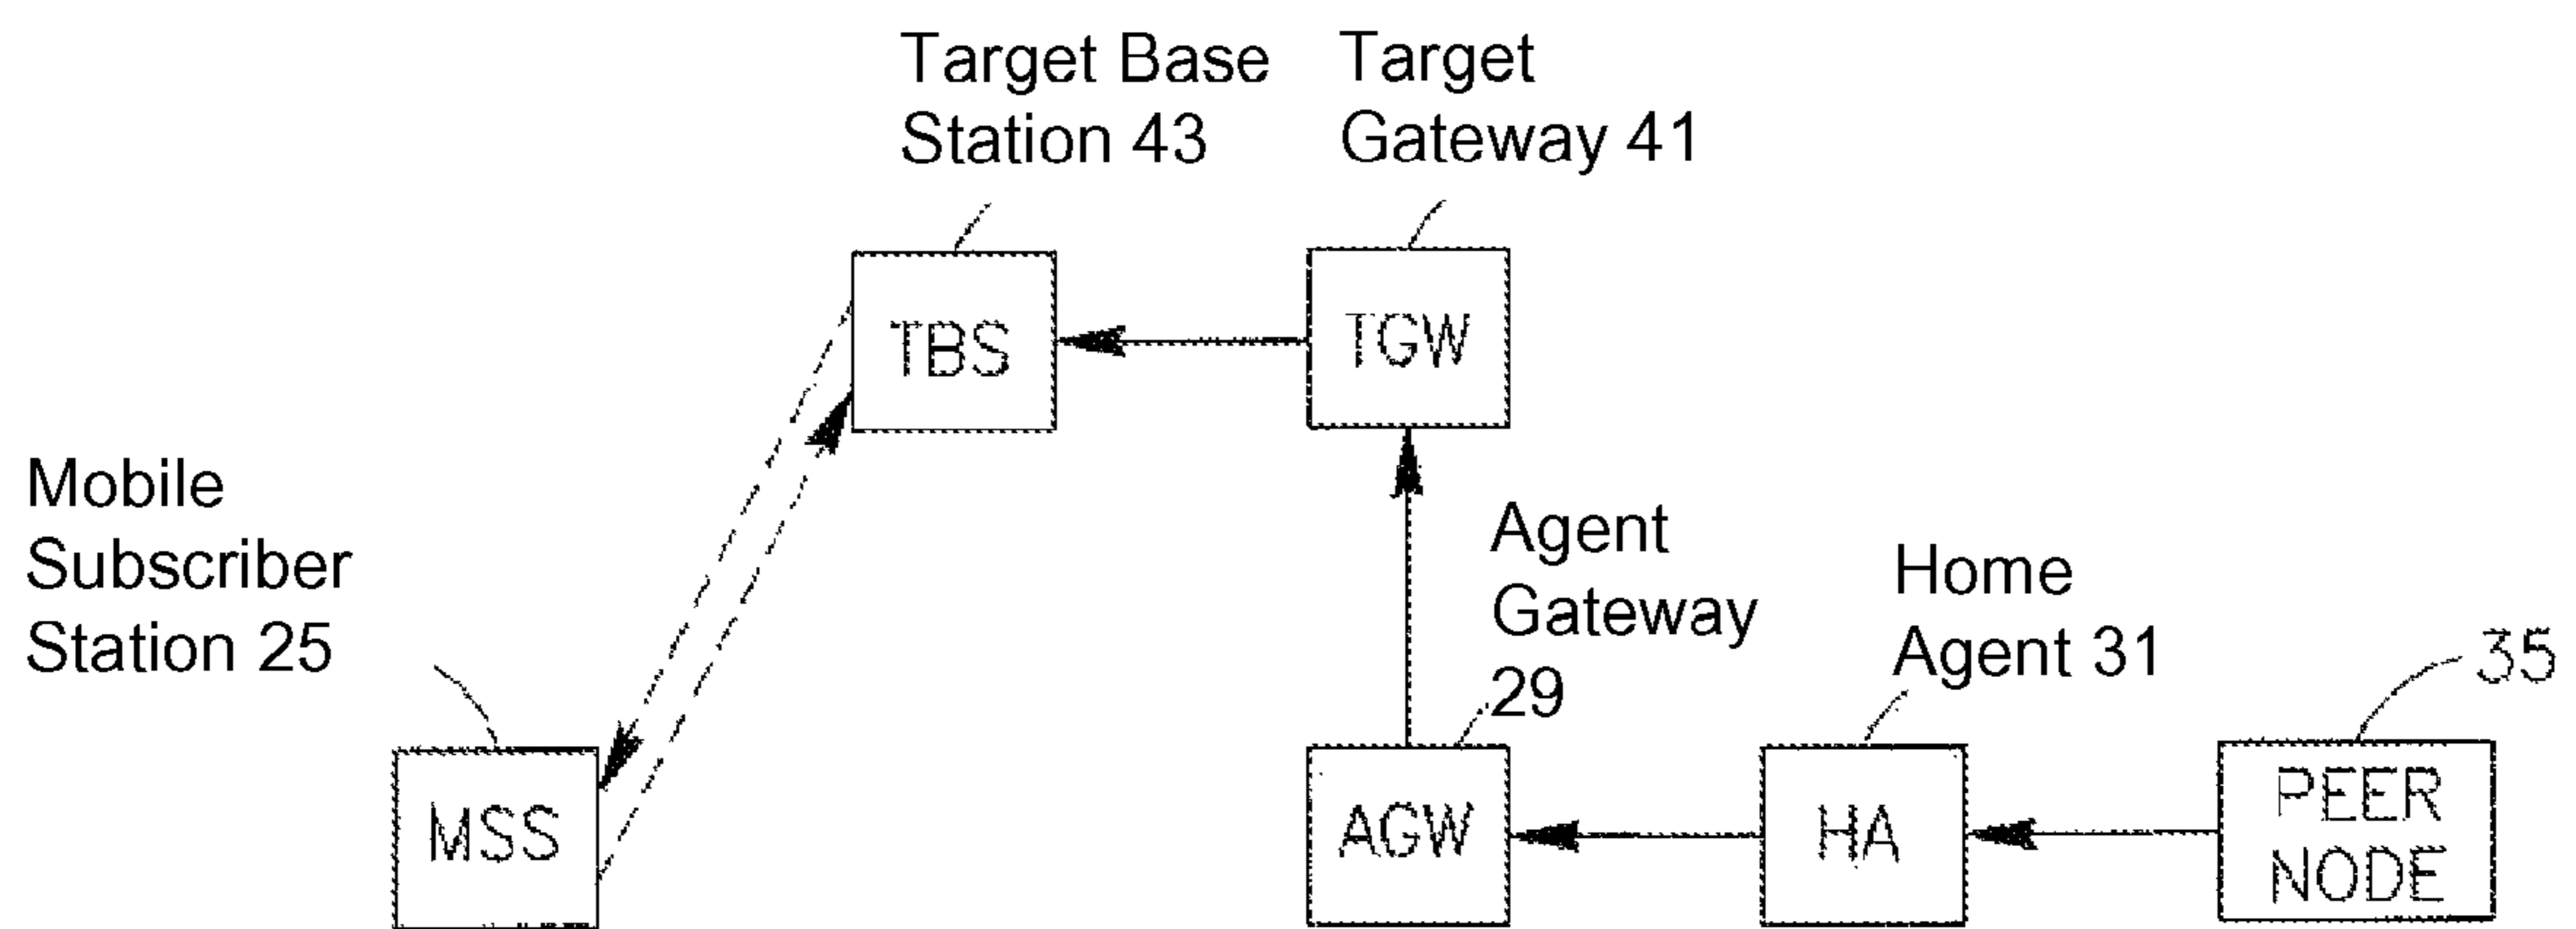 Target Base
Station 43
Target
Gateway 41
TBS
TGW
Mobile
Subscriber
Station 25
Agent
Gateway
29
Home
Agent 31
35
MSS
AGW
HA
PEER
NODE